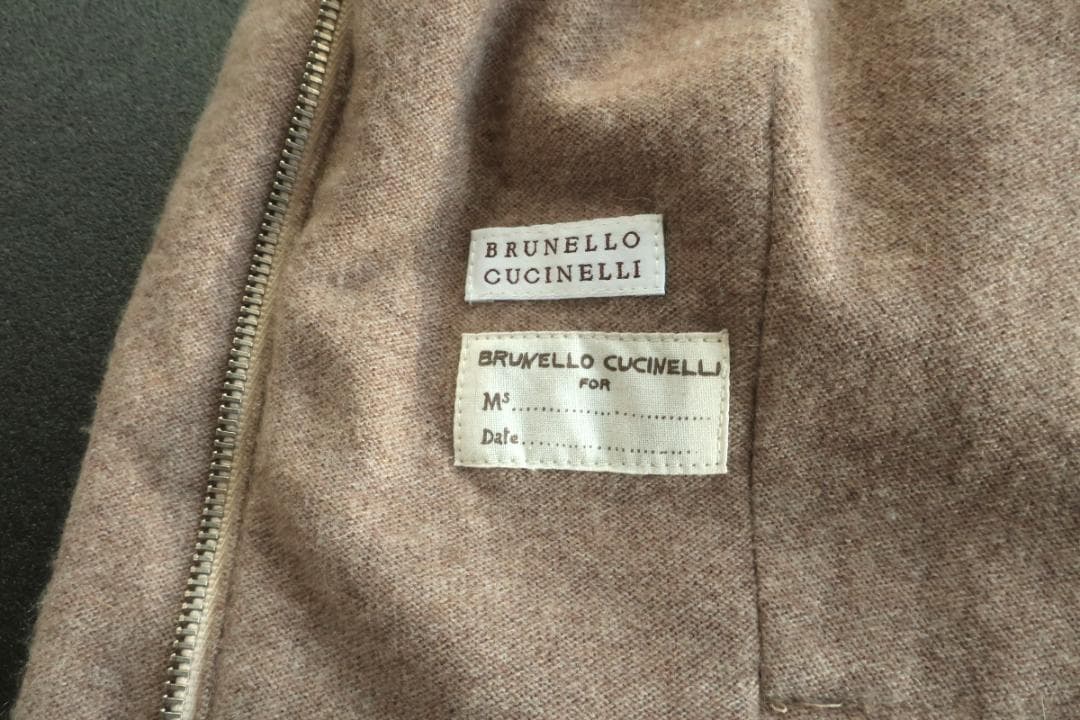 BRUNELLO
CUCINELLI
BRUNELLO CUCINELLI
FOR
Ms..............................
Date..........................